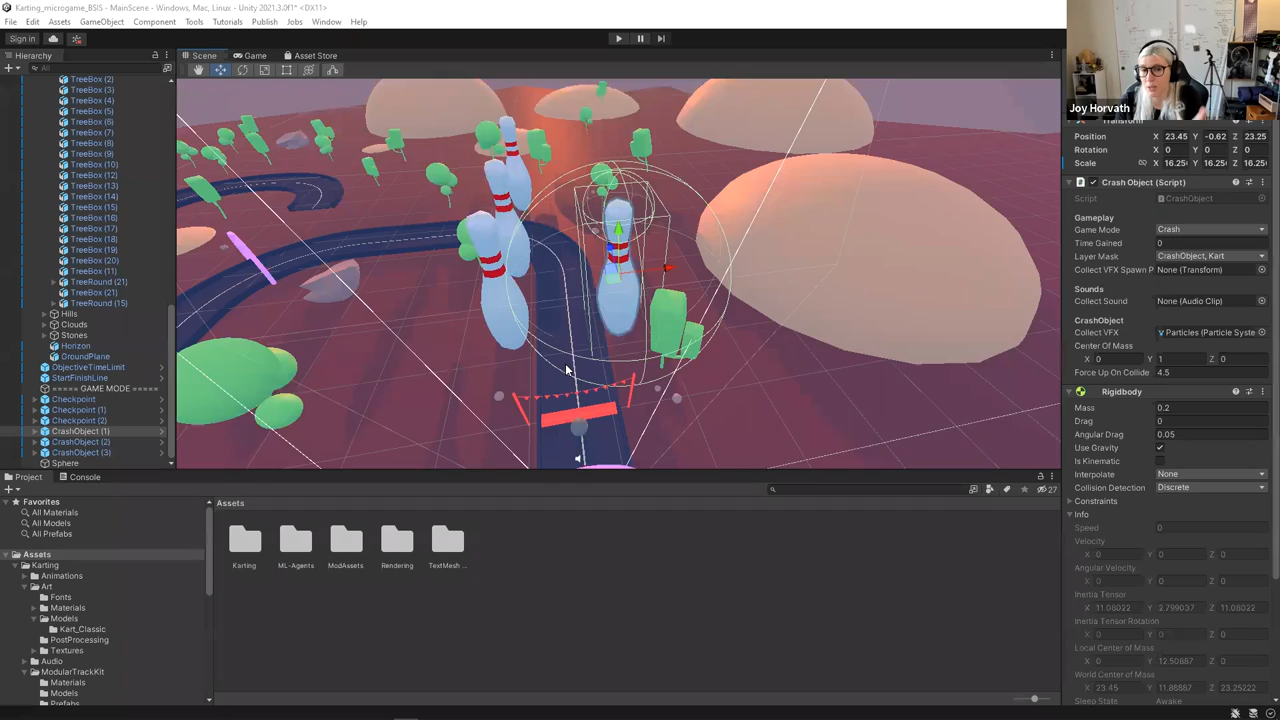 Karting_microgame_BSIS - MainScene - Windows, Mac, Linux - Unity 2021.3.0f1* <DX11>
File Edit Assets GameObject Component Tools Tutorials Publish Jobs Window Help
Sign in
Hierarchy
Scene Game Asset Store
All
TreeBox (2)
TreeBox (3)
TreeBox (4)
TreeBox (5)
TreeBox (6)
TreeBox (7)
TreeBox (8)
TreeBox (9)
TreeBox (10)
TreeBox (12)
TreeBox (13)
TreeBox (14)
TreeBox (15)
TreeBox (16)
TreeBox (17)
TreeBox (18)
TreeBox (19)
TreeBox (20)
TreeBox (11)
TreeRound (21)
TreeBox (21)
TreeRound (15)
Hills
Clouds
Stones
Horizon
GroundPlane
ObjectiveTimeLimit
StartFinishLine
===== GAME MODE =====
Checkpoint
Checkpoint (1)
Checkpoint (2)
CrashObject (1)
CrashObject (2)
CrashObject (3)
Sphere
Joy Horvath
Transform
Position X 23.45 Y -0.62 Z 23.25
Rotation X 0 Y 0 Z 0
Scale X 16.25 Y 16.25 Z 16.25
Crash Object (Script)
Script CrashObject
Gameplay
Game Mode Crash
Time Gained 0
Layer Mask CrashObject, Kart
Collect VFX Spawn P None (Transform)
Sounds
Collect Sound None (Audio Clip)
CrashObject
Collect VFX Particles (Particle Syste
Center Of Mass
X 0 Y 1 Z 0
Force Up On Collide 4.5
Rigidbody
Mass 0.2
Drag 0
Angular Drag 0.05
Use Gravity
Is Kinematic
Interpolate None
Collision Detection Discrete
Constraints
Info
Speed 0
Velocity
X 0 Y 0 Z 0
Angular Velocity
X 0 Y 0 Z 0
Inertia Tensor
X 11.08022 Y 2.799037 Z 11.08022
Inertia Tensor Rotation
X 0 Y 0 Z 0
Local Center of Mass
X 0 Y 12.50887 Z 0
World Center of Mass
X 23.45 Y 11.88887 Z 23.25222
Sleep State Awake
Project Console
27
Favorites
All Materials
All Models
All Prefabs
Assets
Karting
Animations
Art
Fonts
Materials
Models
Kart_Classic
PostProcessing
Textures
Audio
ModularTrackKit
Materials
Models
Prefabs
Assets
Karting ML-Agents ModAssets Rendering TextMesh ...